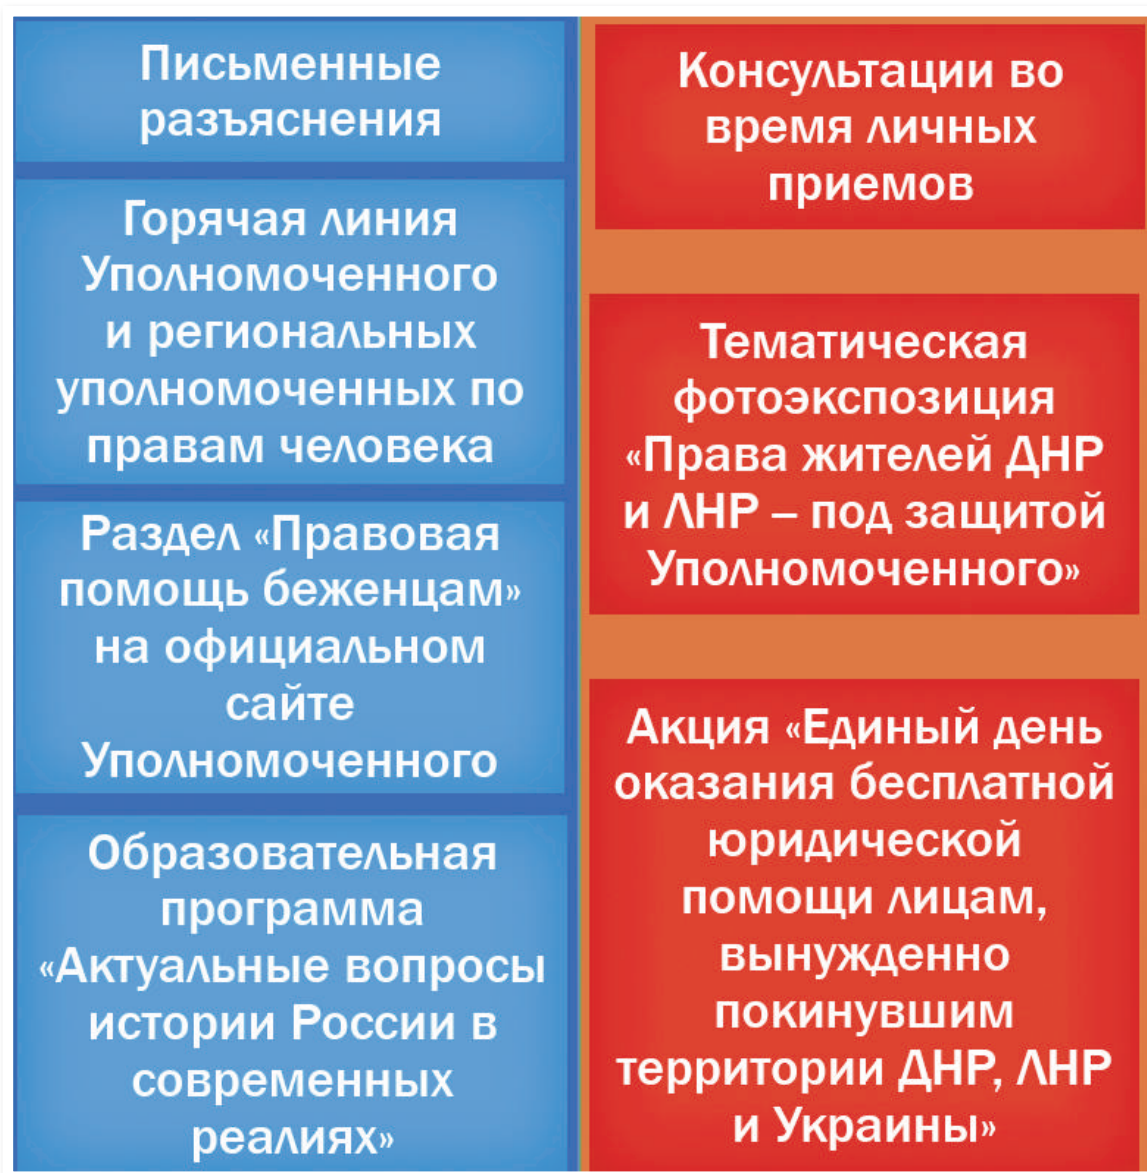 Письменные
разъяснения
Горячая линия
Уполномоченного
и региональных
уполномоченных по
правам человека
Раздел «Правовая
помощь беженцам»
на официальном
сайте
Уполномоченного
Образовательная
программа
«Актуальные вопросы
истории России в
современных
реалиях»
Консультации во
время личных
приемов
Тематическая
фотоэкспозиция
«Права жителей ДНР
и ЛНР – под защитой
Уполномоченного»
Акция «Единый день
оказания бесплатной
юридической
помощи лицам,
вынужденно
покинувшим
территории ДНР, ЛНР
и Украины»